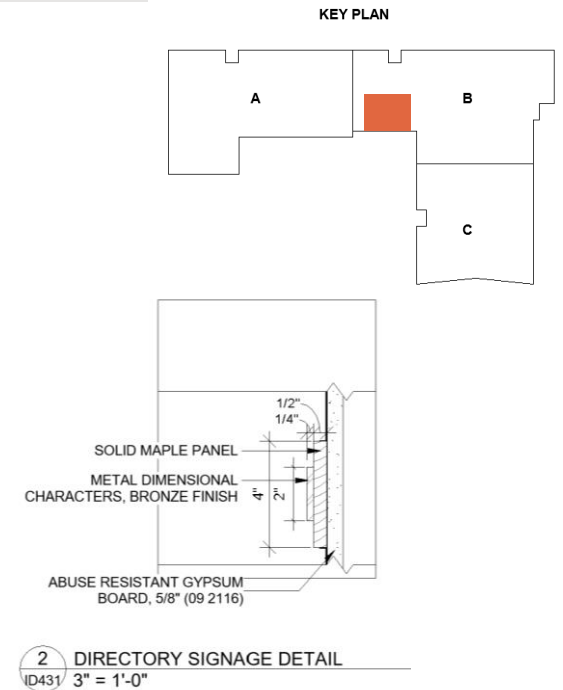 KEY PLAN
A
B
C
1/2"
1/4"
SOLID MAPLE PANEL
METAL DIMENSIONAL
CHARACTERS, BRONZE FINISH
4"
2"
ABUSE RESISTANT GYPSUM
BOARD, 5/8" (09 2116)
2
DIRECTORY SIGNAGE DETAIL
ID431
3" = 1'-0"